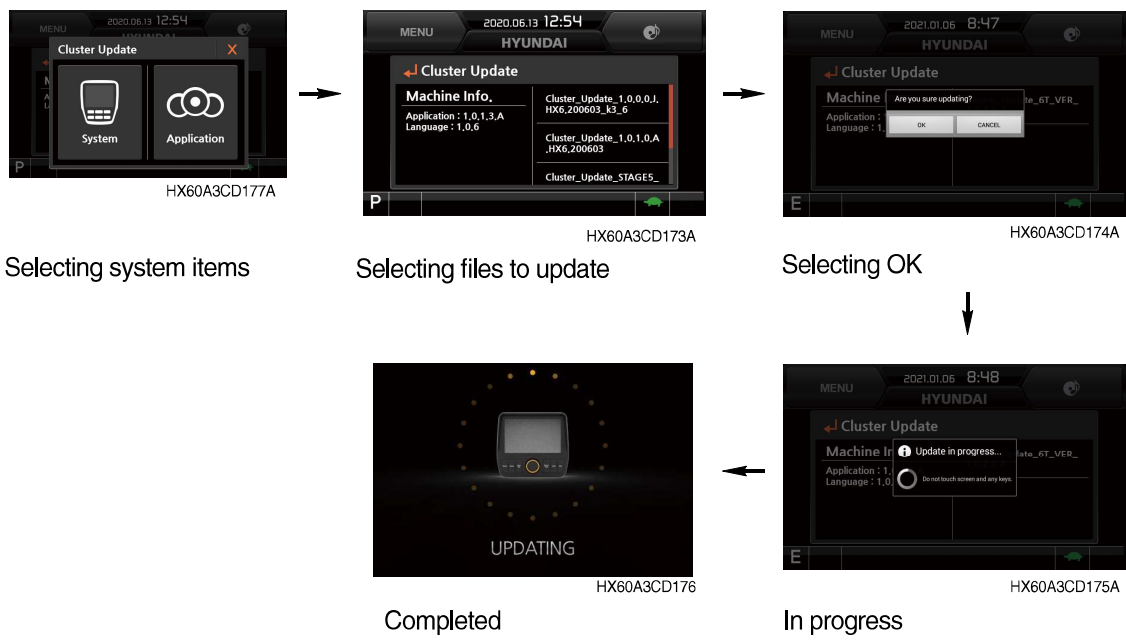 MENU
2020.06.13 12:54
HYUNDAI
Cluster Update X
System Application
P
HX60A3CD177A
Selecting system items
MENU
2020.06.13 12:54
HYUNDAI
Cluster Update
Machine Info.
Application : 1.0.1.3.A
Language : 1.0.6
Cluster_Update_1.0.0.0.J.
HX6.200603_k3_6
Cluster_Update_1.0.1.0.A
.HX6.200603
Cluster_Update_STAGE5_
P
HX60A3CD173A
Selecting files to update
MENU
2021.01.06 8:47
HYUNDAI
Cluster Update
Machine
Application :
Language : 1.
Are you sure updating?
OK CANCEL
te_6T_VER_
E
HX60A3CD174A
Selecting OK
MENU
2021.01.06 8:48
HYUNDAI
Cluster Update
Machine Ir
Application : 1.
Language : 1.0
Update in progress...
Do not touch screen and any keys.
date_6T_VER_
E
HX60A3CD175A
In progress
UPDATING
HX60A3CD176
Completed